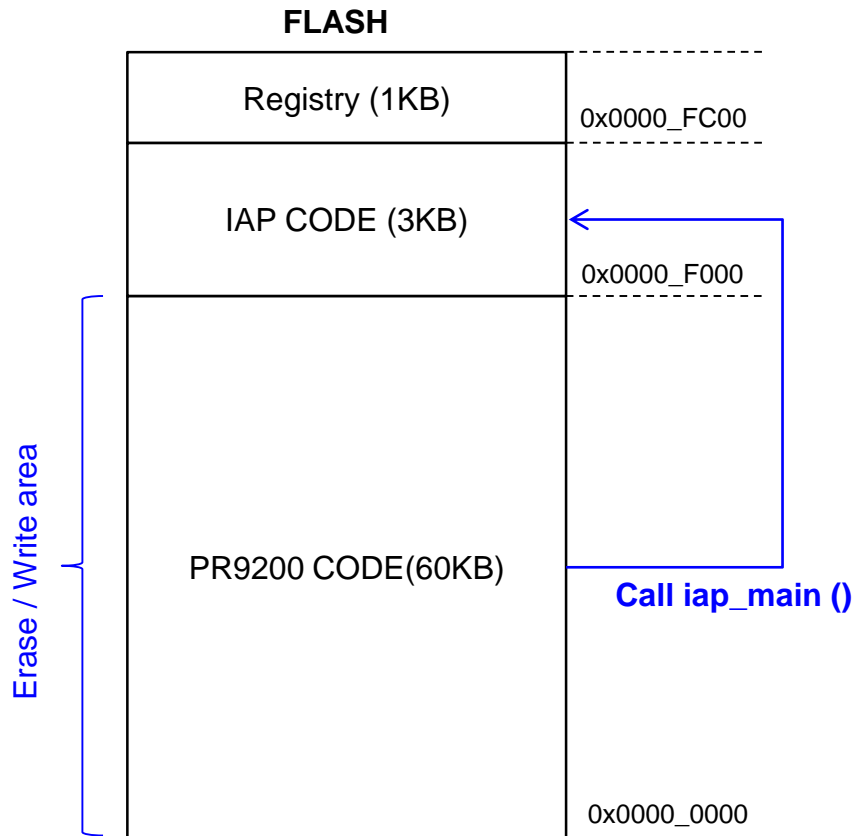 FLASH
Registry (1KB)
0x0000_FC00
IAP CODE (3KB)
0x0000_F000
Erase / Write area
PR9200 CODE(60KB)
Call iap_main ()
0x0000_0000